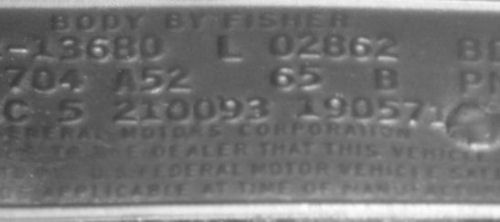 BODY BY FISHER
-13680 L 02862 B
704 A52 65 B P
C 5 210093 190571
GENERAL MOTORS CORPORATION
DEALER THAT THIS VEHICLE
FEDERAL MOTOR VEHICLE
APPLICABLE AT TIME OF